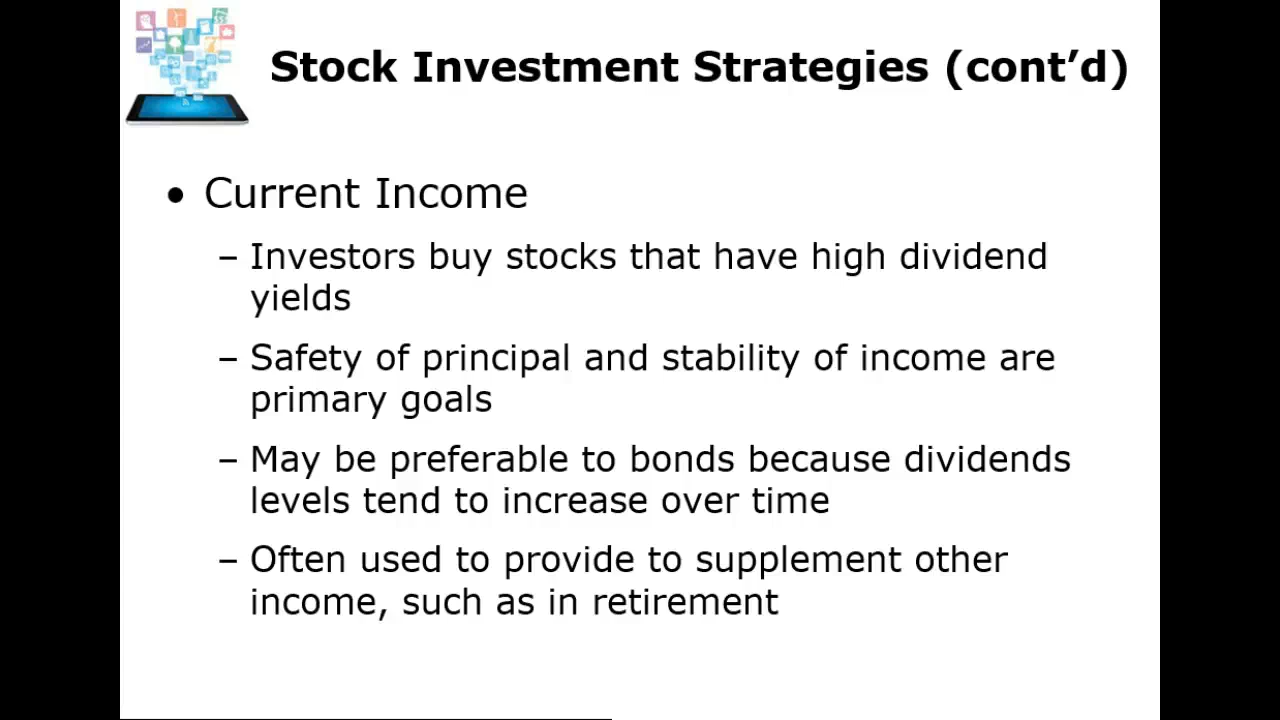 Stock Investment Strategies (cont’d)
• Current Income
– Investors buy stocks that have high dividend
yields
– Safety of principal and stability of income are
primary goals
– May be preferable to bonds because dividends
levels tend to increase over time
– Often used to provide to supplement other
income, such as in retirement